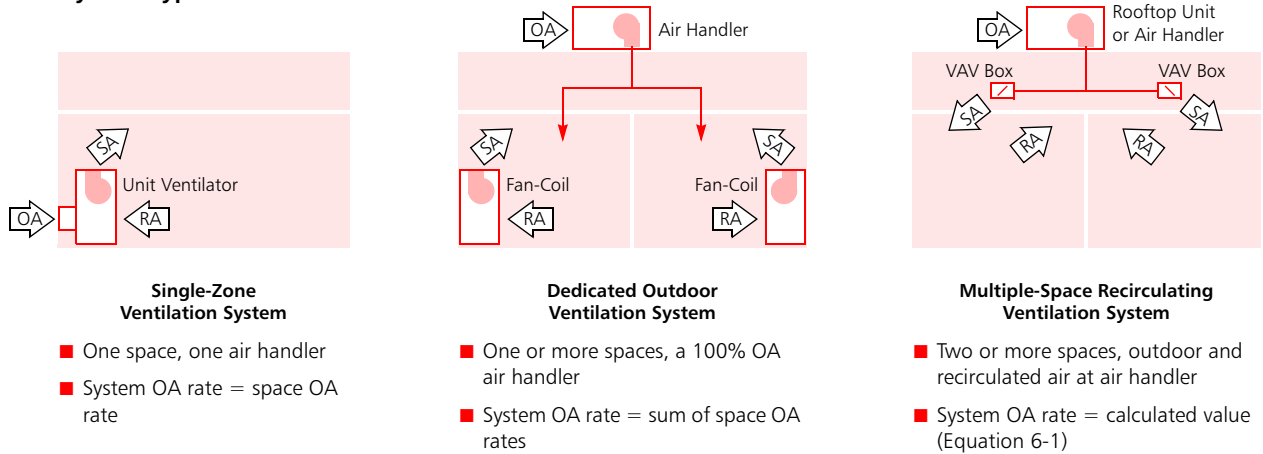 OA
Air Handler
OA
Rooftop Unit
or Air Handler
VAV Box
VAV Box
SA
SA
SA
SA
SA
RA
RA
Unit Ventilator
Fan-Coil
Fan-Coil
OA
RA
RA
RA
Single-Zone
Ventilation System
■ One space, one air handler
■ System OA rate = space OA
rate
Dedicated Outdoor
Ventilation System
■ One or more spaces, a 100% OA
air handler
■ System OA rate = sum of space OA
rates
Multiple-Space Recirculating
Ventilation System
■ Two or more spaces, outdoor and
recirculated air at air handler
■ System OA rate = calculated value
(Equation 6-1)